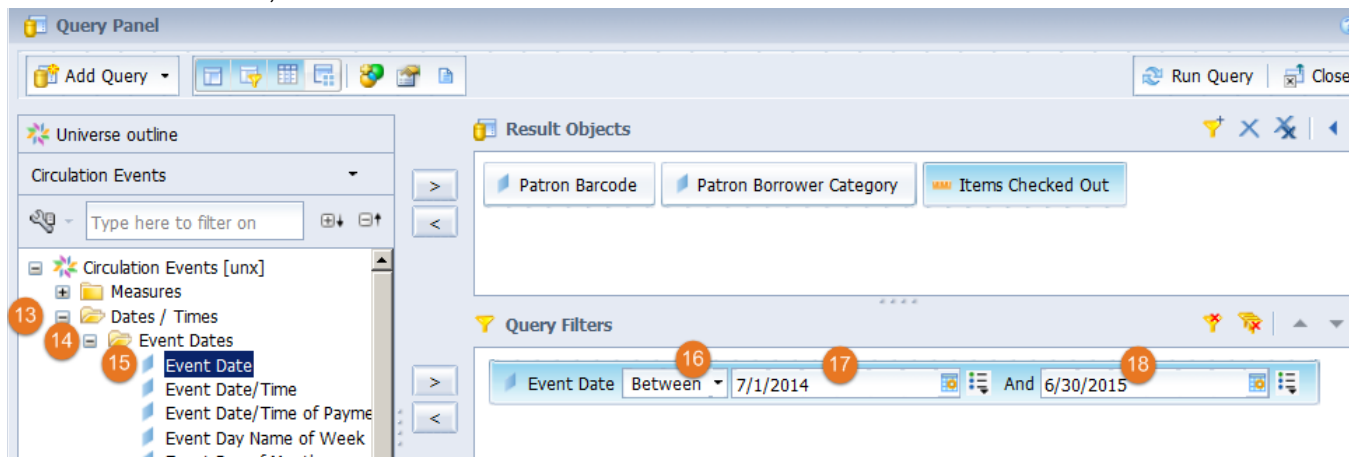 Query Panel
Add Query
Run Query
Close
Universe outline
Circulation Events
Type here to filter on
Circulation Events [unx]
Measures
13 Dates / Times
14 Event Dates
15 Event Date
Event Date/Time
Event Date/Time of Payme
Event Day Name of Week
>
<
Result Objects
Patron Barcode Patron Borrower Category Items Checked Out
>
<
Query Filters
16 17 18
Event Date Between 7/1/2014 And 6/30/2015